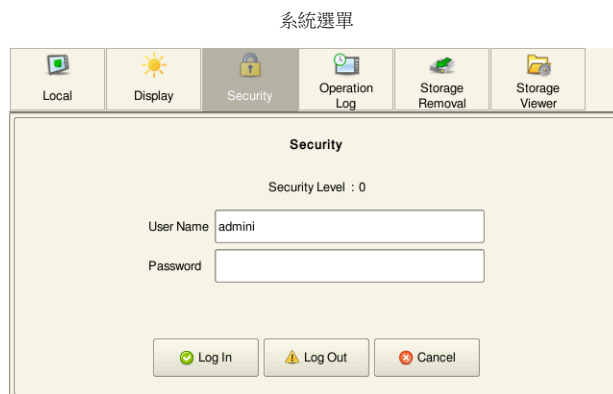 系統選單
Local
Display
Security
Operation
Log
Storage
Removal
Storage
Viewer
Security
Security Level : 0
User Name admini
Password
Log In Log Out Cancel